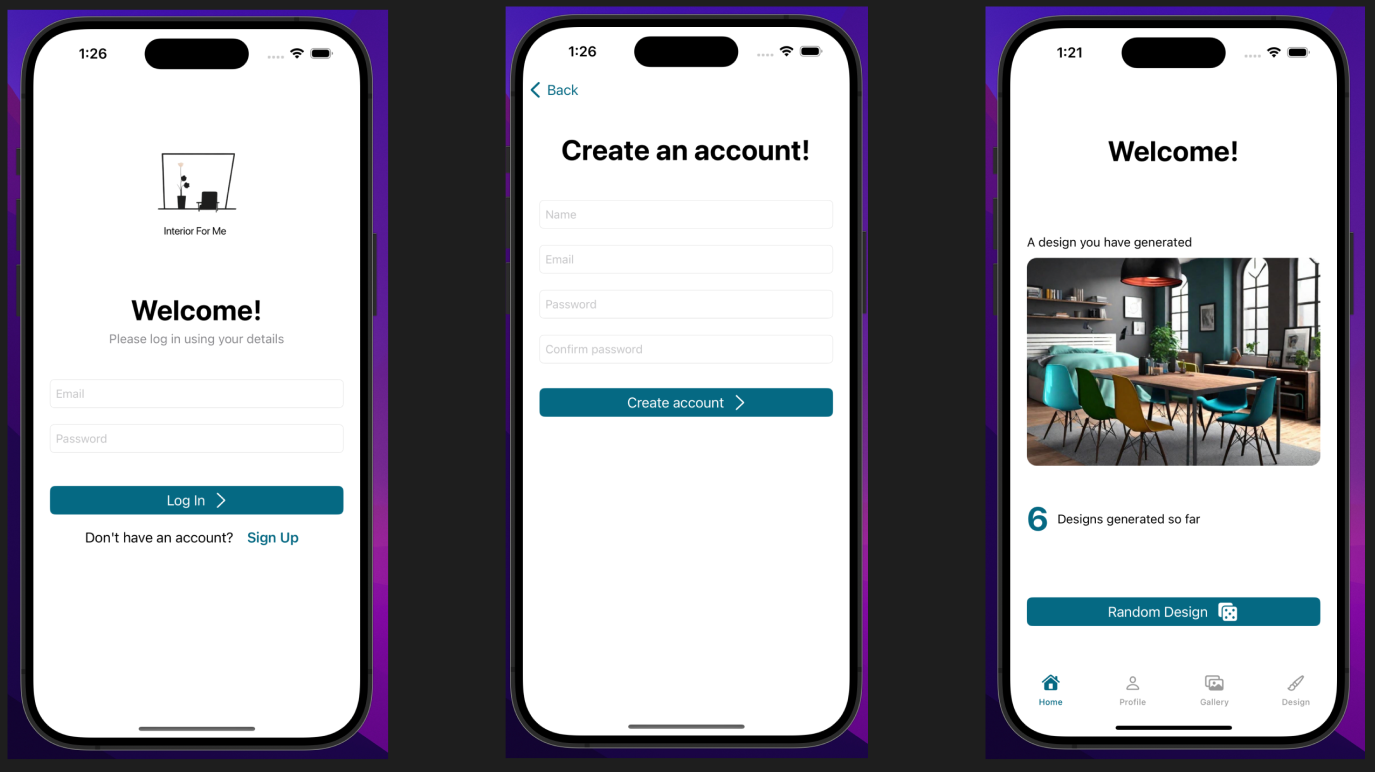 1:26
Interior For Me
Welcome!
Please log in using your details
Email
Password
Log In
Don't have an account? Sign Up
1:26
Back
Create an account!
Name
Email
Password
Confirm password
Create account
1:21
Welcome!
A design you have generated
6 Designs generated so far
Random Design
Home Profile Gallery Design